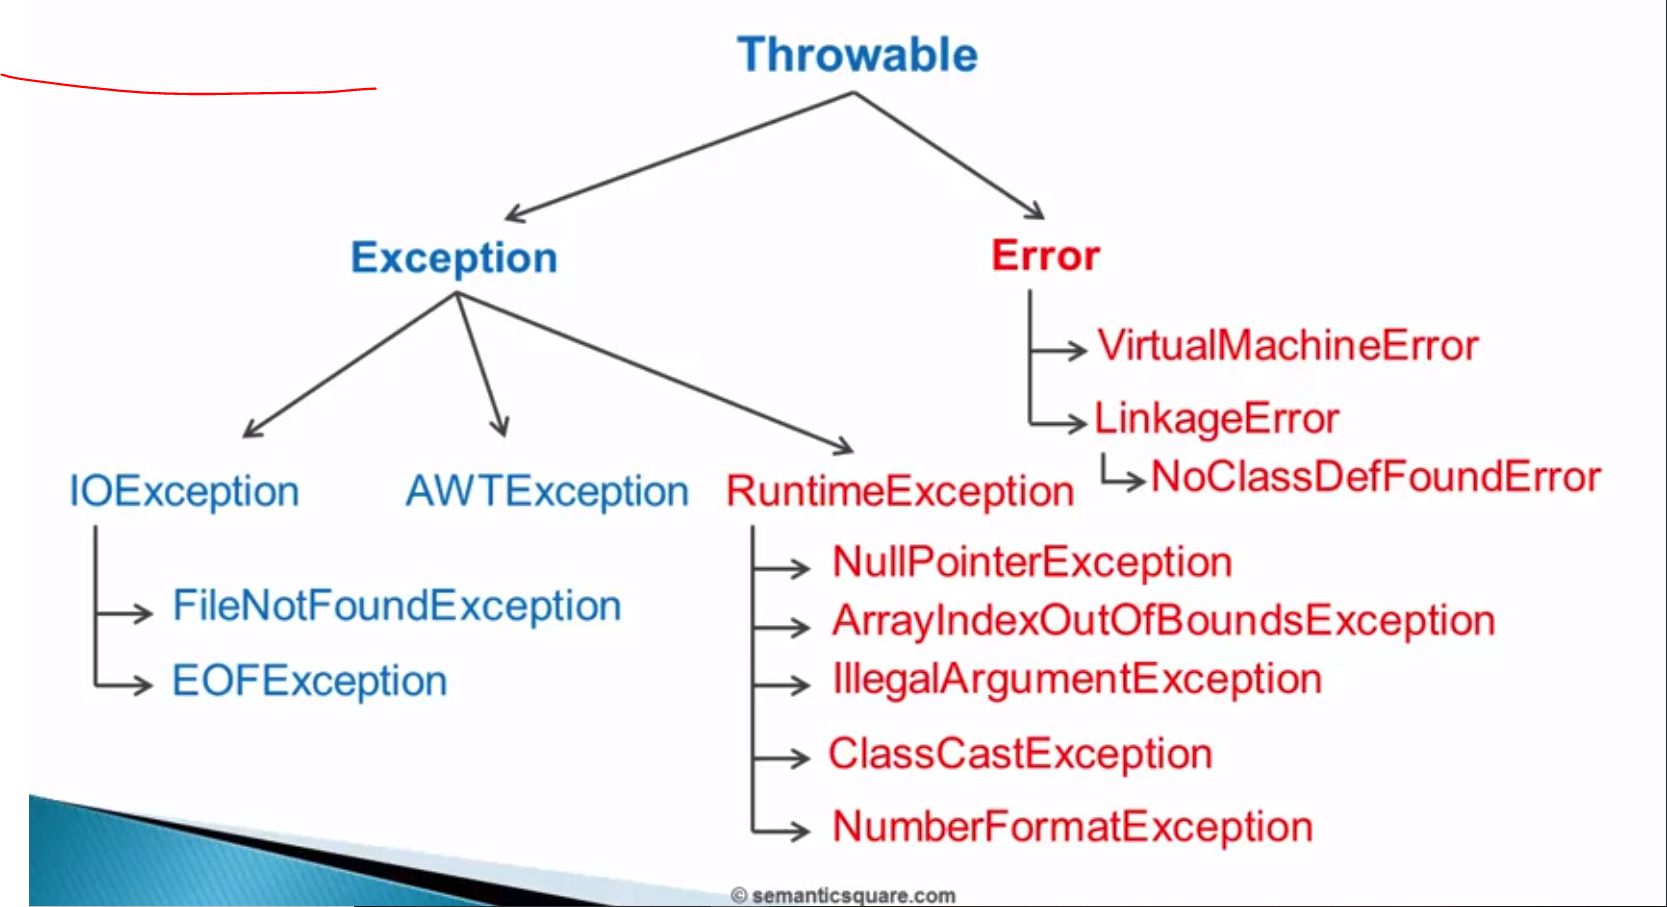 Throwable
Exception
Error
VirtualMachineError
LinkageError
NoClassDefFoundError
IOException
AWTException
RuntimeException
FileNotFoundException
EOFException
NullPointerException
ArrayIndexOutOfBoundsException
IllegalArgumentException
ClassCastException
NumberFormatException
© semanticsquare.com